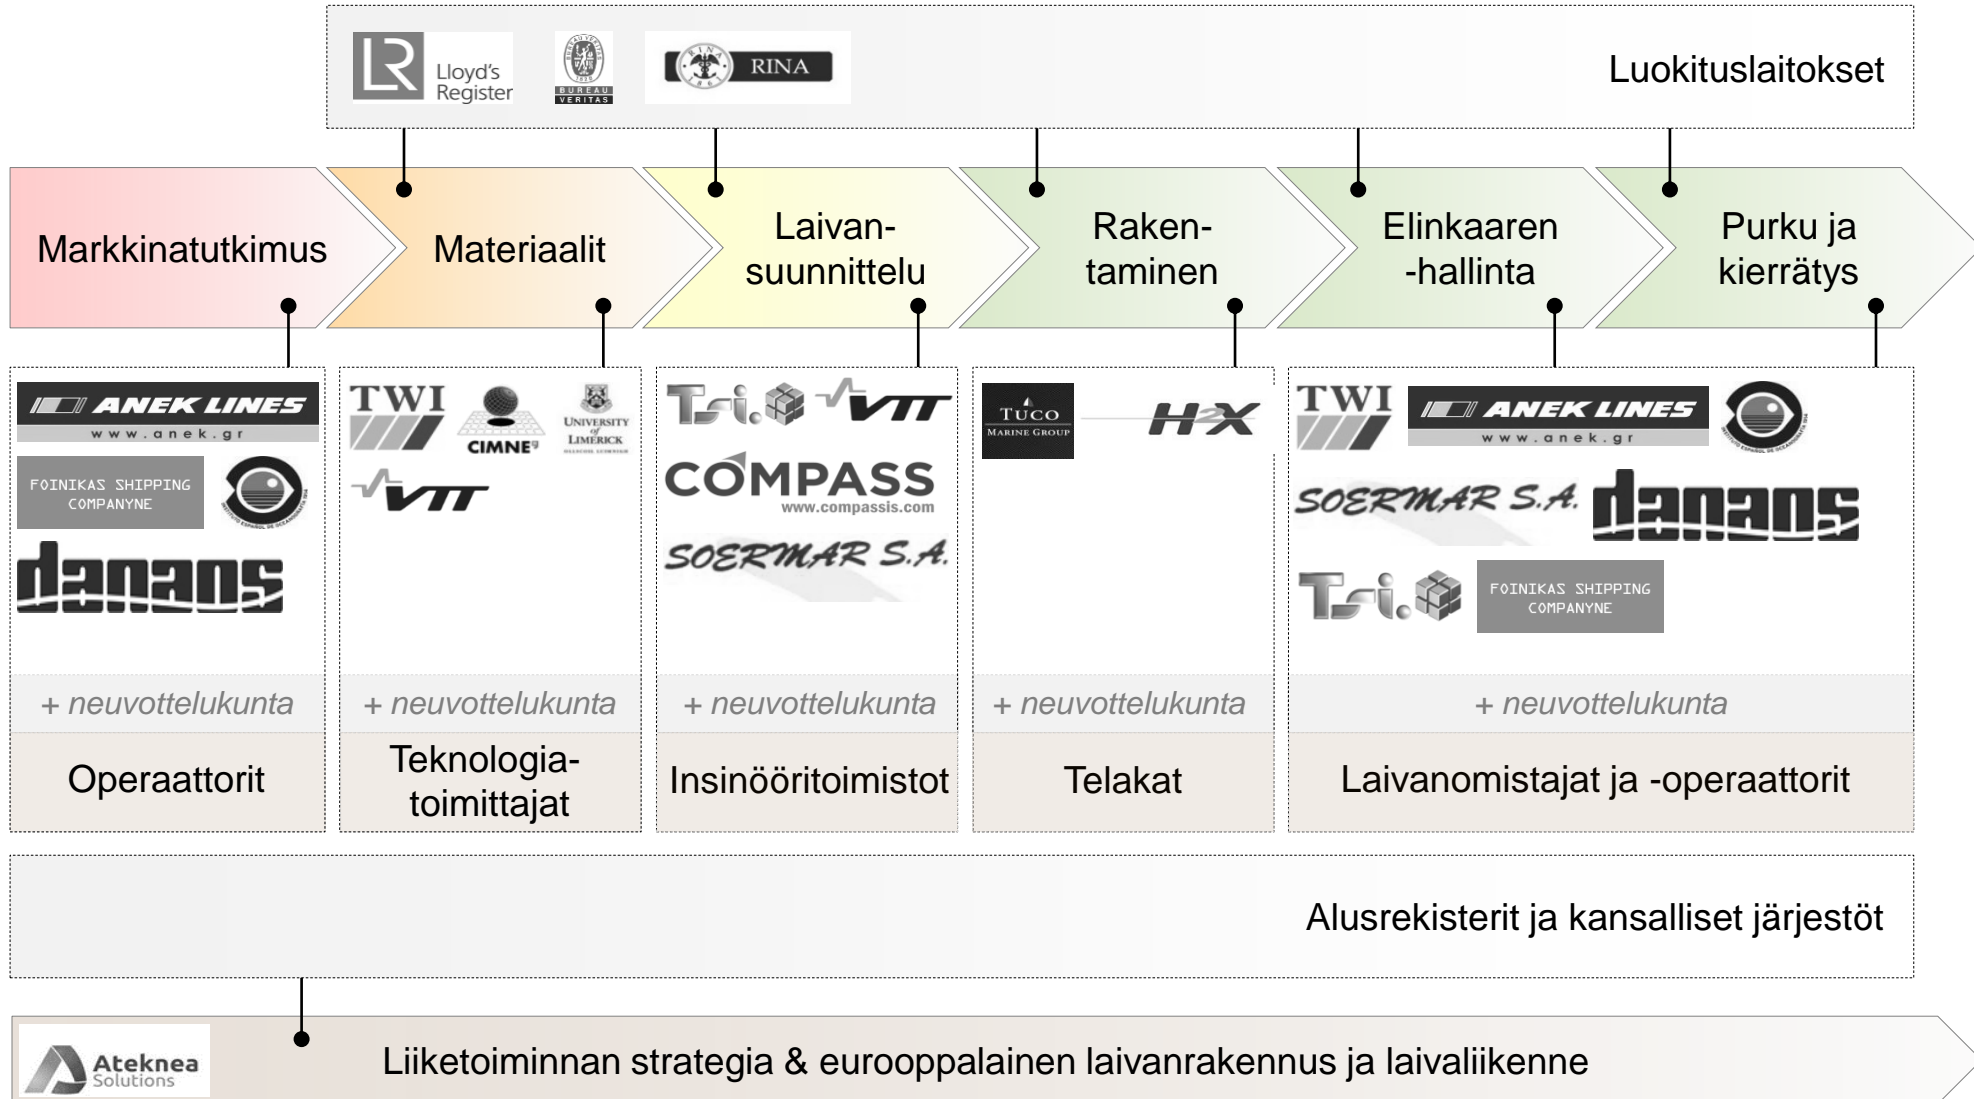 Lloyd's
Register
BUREAU
VERITAS
RINA
Luokituslaitokset
Markkinatutkimus
Materiaalit
Laivan-
suunnittelu
Raken-
taminen
Elinkaaren
-hallinta
Purku ja
kierrätys
ANEK LINES
www.anek.gr
FOINIKAS SHIPPING
COMPANYNE
danaos
+ neuvottelukunta
Operaattorit
TWI
CIMNE
UNIVERSITY
of
LIMERICK
VTT
+ neuvottelukunta
Teknologia-
toimittajat
Tsi.
VTT
COMPASS
www.compassis.com
SOERMAR S.A.
+ neuvottelukunta
Insinööritoimistot
TUCO
MARINE GROUP
H2X
+ neuvottelukunta
Telakat
TWI
ANEK LINES
www.anek.gr
SOERMAR S.A.
danaos
Tsi.
FOINIKAS SHIPPING
COMPANYNE
+ neuvottelukunta
Laivanomistajat ja -operaattorit
Alusrekisterit ja kansalliset järjestöt
Ateknea
Solutions
Liiketoiminnan strategia & eurooppalainen laivanrakennus ja laivaliikenne